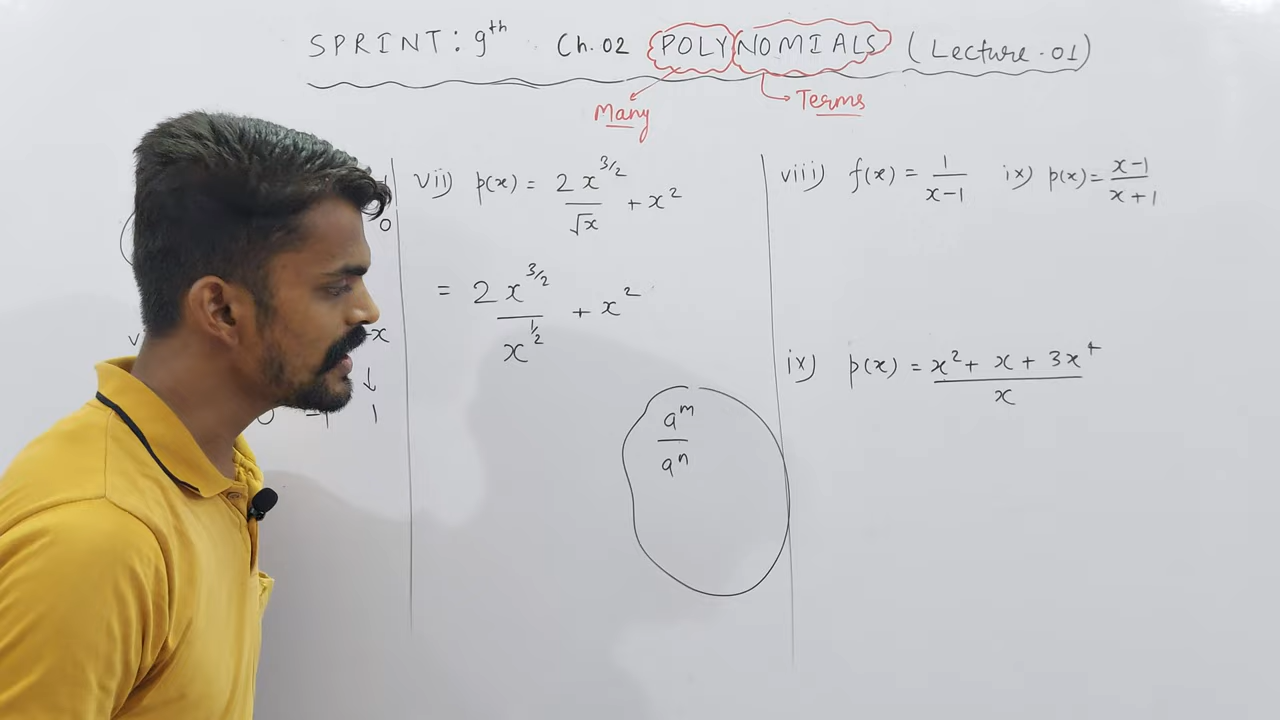 SPRINT: 9th Ch. 02 POLYNOMIALS (Lecture-01)
Many
Terms
vii) p(x) = 2x^3/2 / √x + x²
= 2x^3/2 / x^1/2 + x²
a^m / a^n
viii) f(x) = 1 / x-1 ix) p(x) = x-1 / x+1
ix) p(x) = x² + x + 3x⁴ / x